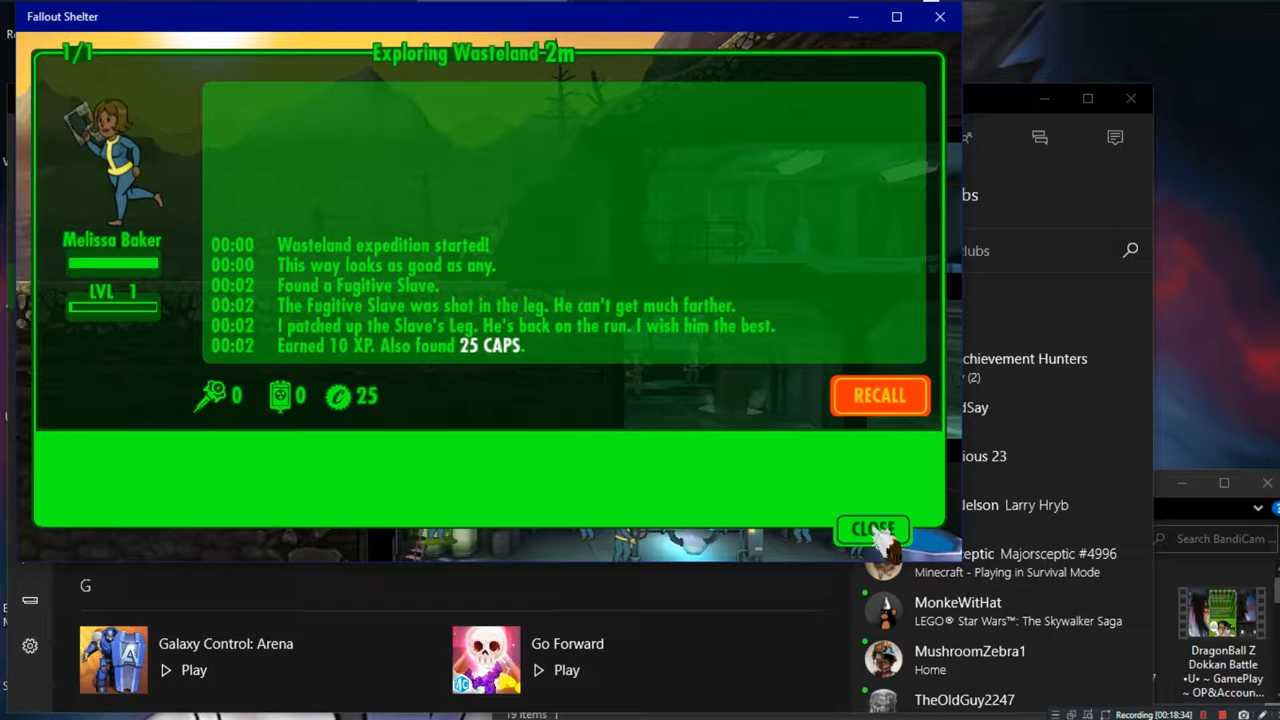 Fallout Shelter
1/1
Exploring Wasteland 2m
Melissa Baker
LVL 1
00:00 Wasteland expedition started!
00:00 This way looks as good as any.
00:02 Found a Fugitive Slave.
00:02 The Fugitive Slave was shot in the leg. He can't get much farther.
00:02 I patched up the Slave's Leg. He's back on the run. I wish him the best.
00:02 Earned 10 XP. Also found 25 CAPS.
0 0 25
RECALL
CLOSE
bs
lubs
chievement Hunters
(2)
dSay
ious 23
lelson Larry Hryb
eptic Majorsceptic #4996
Minecraft - Playing in Survival Mode
MonkeWitHat
LEGO® Star Wars™: The Skywalker Saga
MushroomZebra1
Home
TheOldGuy2247
G
Galaxy Control: Arena
Play
Go Forward
Play
Search BandiCam ...
DragonBall Z
Dokkan Battle
•U• ~ GamePlay
~ OP&Accoun...
19 items
Recording [00:18:34]